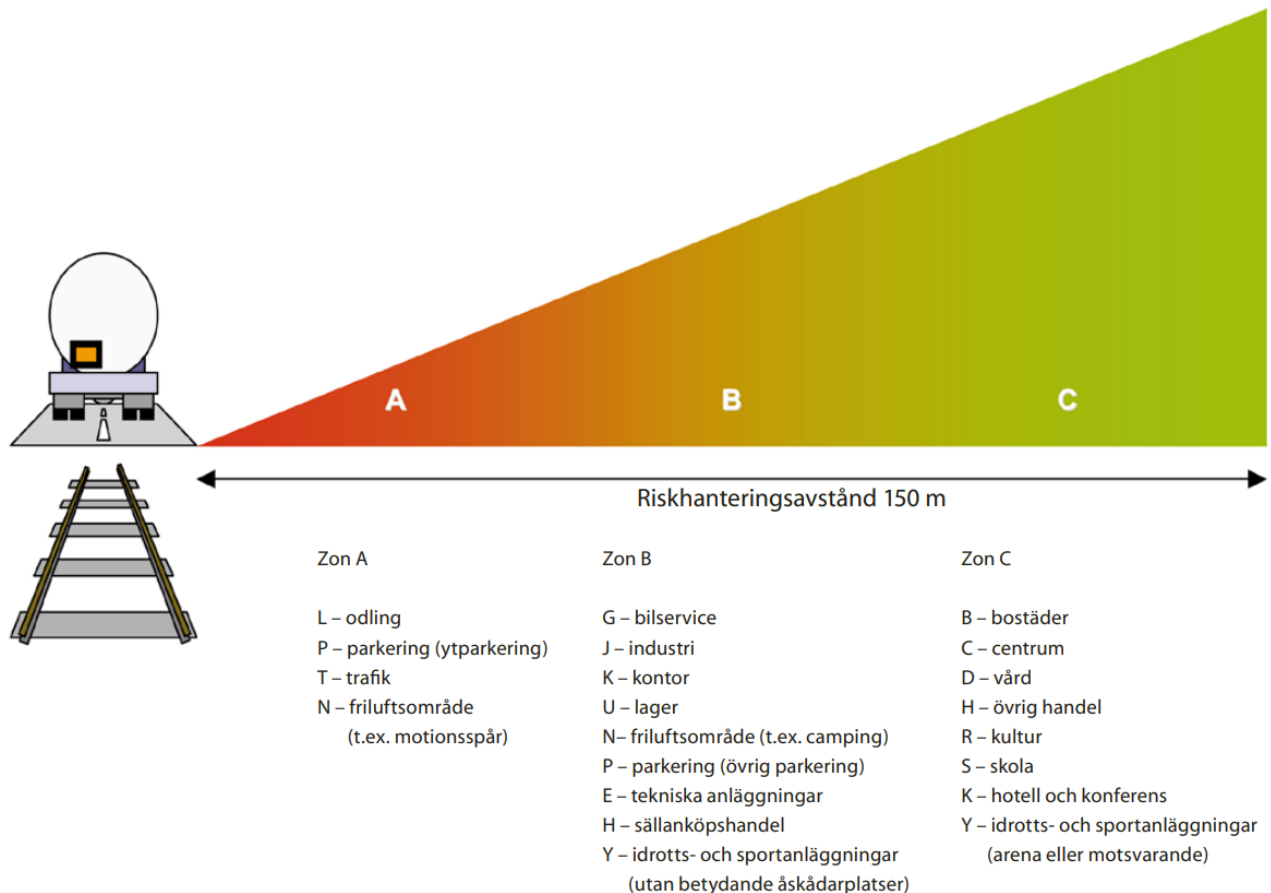 A
B
C
Riskhanteringsavstånd 150 m
Zon A
L – odling
P – parkering (ytparkering)
T – trafik
N – friluftsområde
(t.ex. motionsspår)
Zon B
G – bilservice
J – industri
K – kontor
U – lager
N– friluftsområde (t.ex. camping)
P – parkering (övrig parkering)
E – tekniska anläggningar
H – sällanköpshandel
Y – idrotts- och sportanläggningar
(utan betydande åskådarplatser)
Zon C
B – bostäder
C – centrum
D – vård
H – övrig handel
R – kultur
S – skola
K – hotell och konferens
Y – idrotts- och sportanläggningar
(arena eller motsvarande)